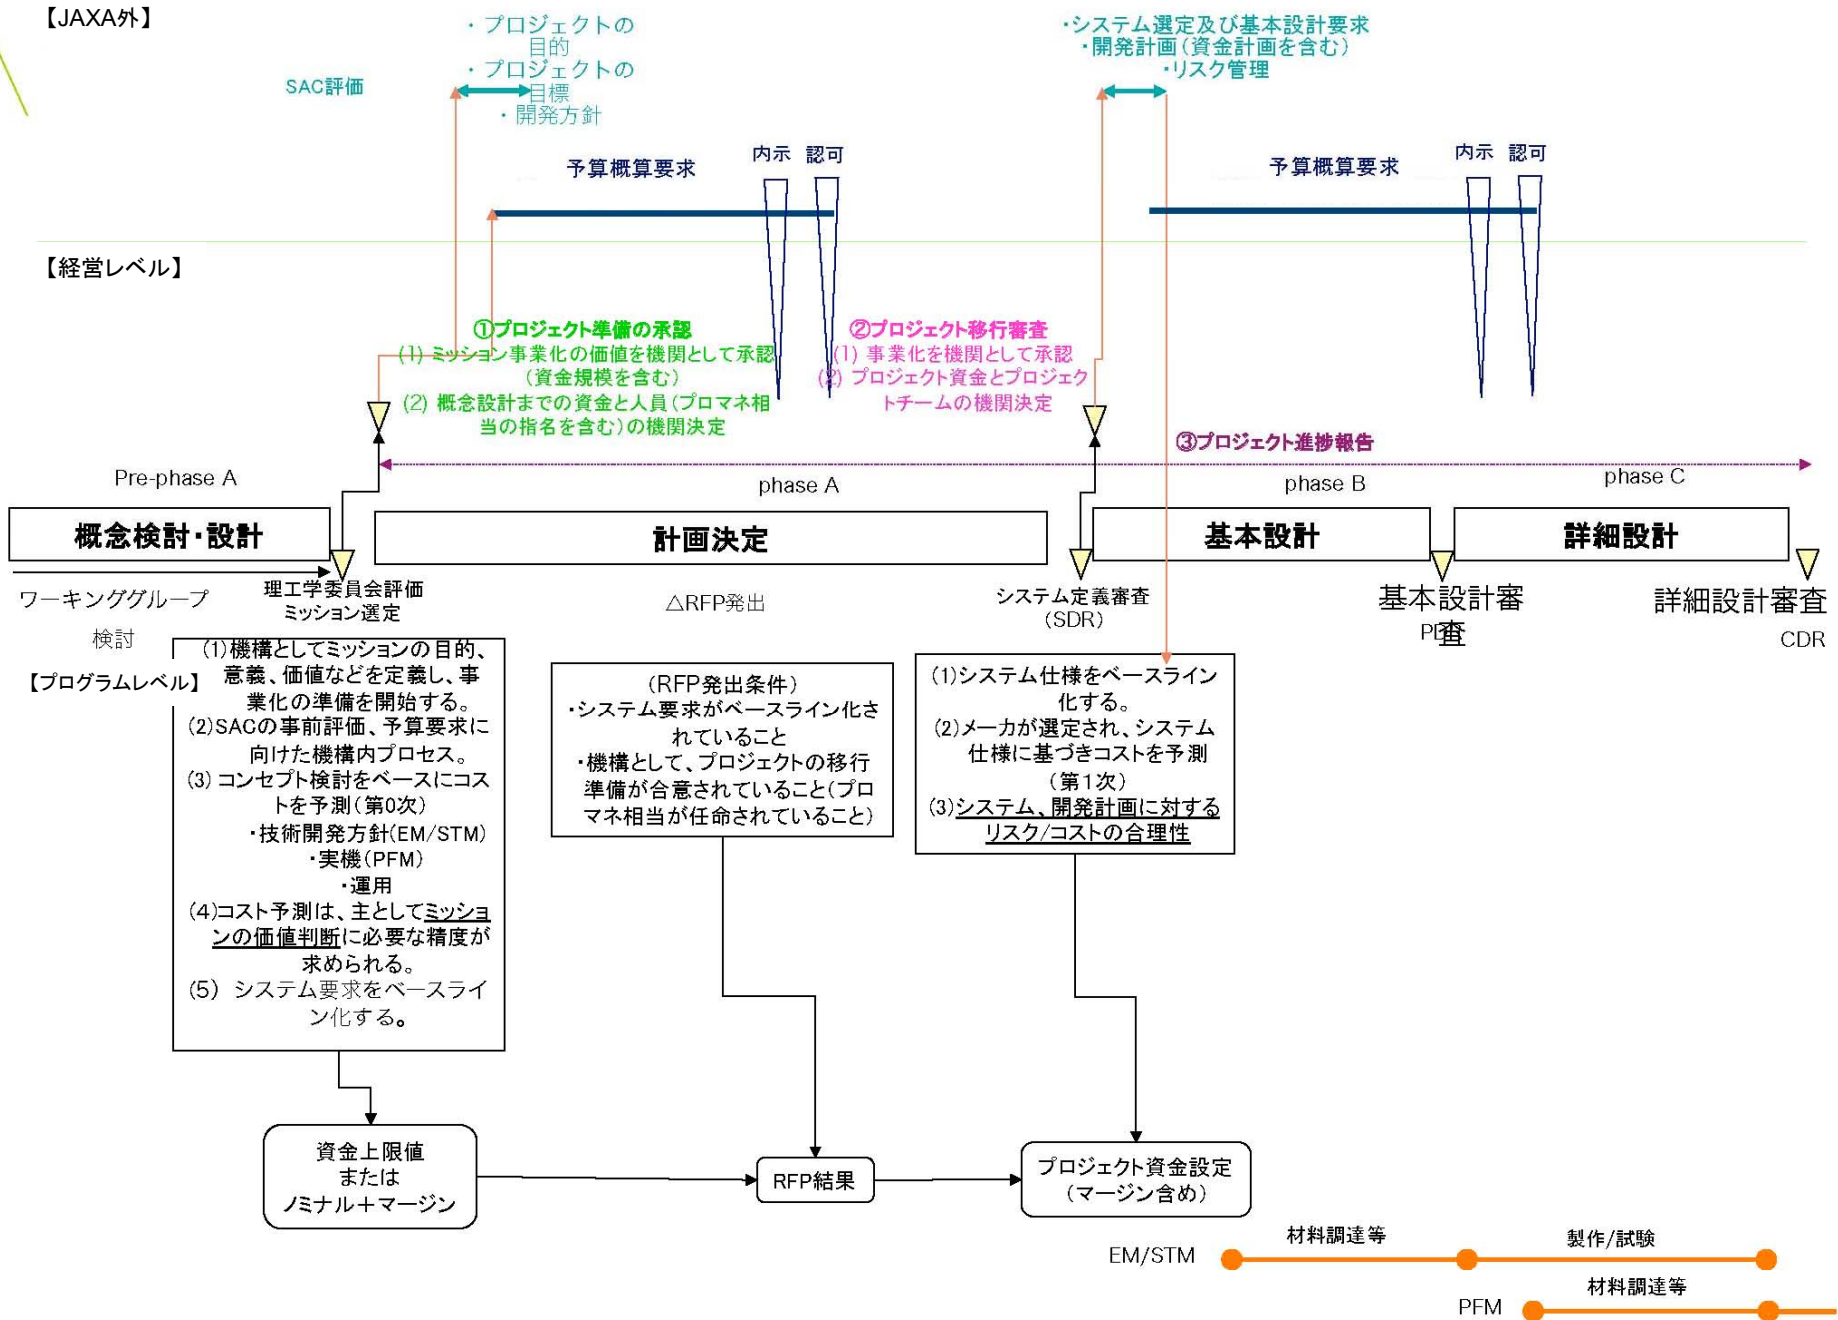 【JAXA外】
・プロジェクトの
目的
・プロジェクトの
目標
・開発方針
SAC評価
・システム選定及び基本設計要求
・開発計画(資金計画を含む)
・リスク管理
予算概算要求
内示
認可
予算概算要求
内示
認可
【経営レベル】
①プロジェクト準備の承認
(1) ミッション事業化の価値を機関として承認
(資金規模を含む)
(2) 概念設計までの資金と人員(プロマネ相
当の指名を含む)の機関決定
②プロジェクト移行審査
(1) 事業化を機関として承認
(2) プロジェクト資金とプロジェク
トチームの機関決定
③プロジェクト進捗報告
Pre-phase A
phase A
phase B
phase C
概念検討・設計
計画決定
基本設計
詳細設計
ワーキンググループ
検討
理工学委員会評価
ミッション選定
△RFP発出
システム定義審査
(SDR)
基本設計審
査
PDR
詳細設計審査
CDR
【プログラムレベル】
(1)機構としてミッションの目的、
意義、価値などを定義し、事
業化の準備を開始する。
(2)SACの事前評価、予算要求に
向けた機構内プロセス。
(3)コンセプト検討をベースにコス
トを予測(第0次)
・技術開発方針(EM/STM)
・実機(PFM)
・運用
(4)コスト予測は、主としてミッショ
ンの価値判断に必要な精度が
求められる。
(5) システム要求をベースライ
ン化する。
(RFP発出条件)
・システム要求がベースライン化さ
れていること
・機構として、プロジェクトの移行
準備が合意されていること(プロ
マネ相当が任命されていること)
(1)システム仕様をベースライン
化する。
(2)メーカが選定され、システム
仕様に基づきコストを予測
(第1次)
(3)システム、開発計画に対する
リスク/コストの合理性
資金上限値
または
ノミナル＋マージン
RFP結果
プロジェクト資金設定
(マージン含め)
EM/STM
材料調達等
製作/試験
PFM
材料調達等